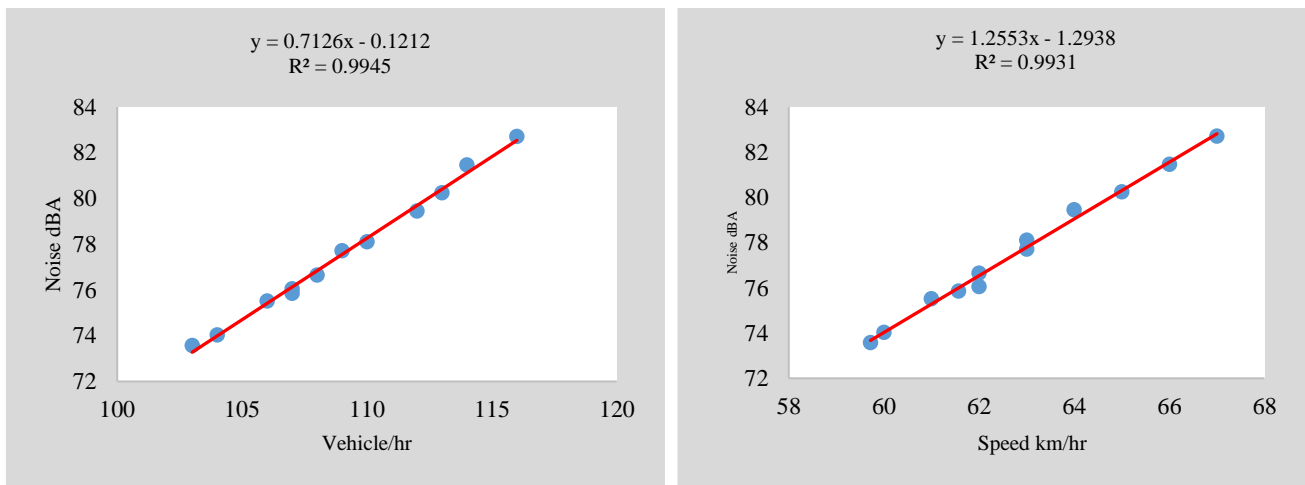 y = 0.7126x - 0.1212
R² = 0.9945
84
82
80
78
76
74
72
Noise dBA
100 105 110 115 120
Vehicle/hr
y = 1.2553x - 1.2938
R² = 0.9931
84
82
80
78
76
74
72
Noise dBA
58 60 62 64 66 68
Speed km/hr